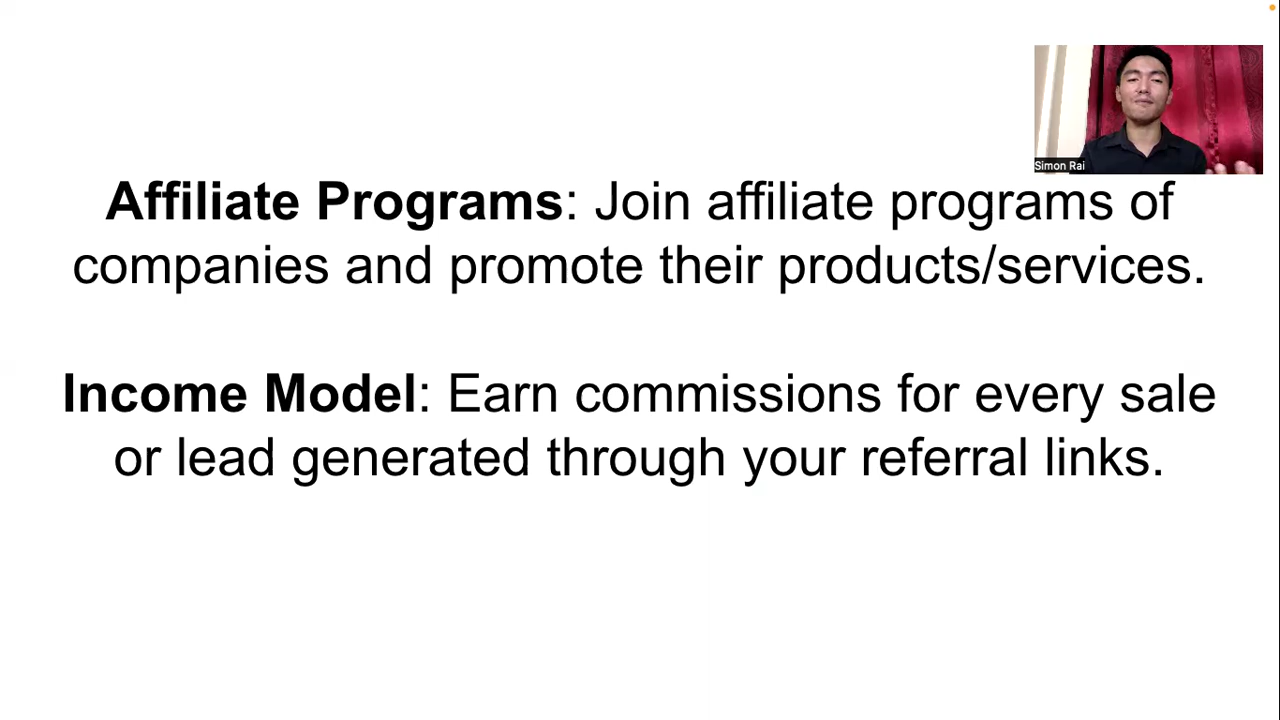 Simon Rai
Affiliate Programs: Join affiliate programs of
companies and promote their products/services.
Income Model: Earn commissions for every sale
or lead generated through your referral links.